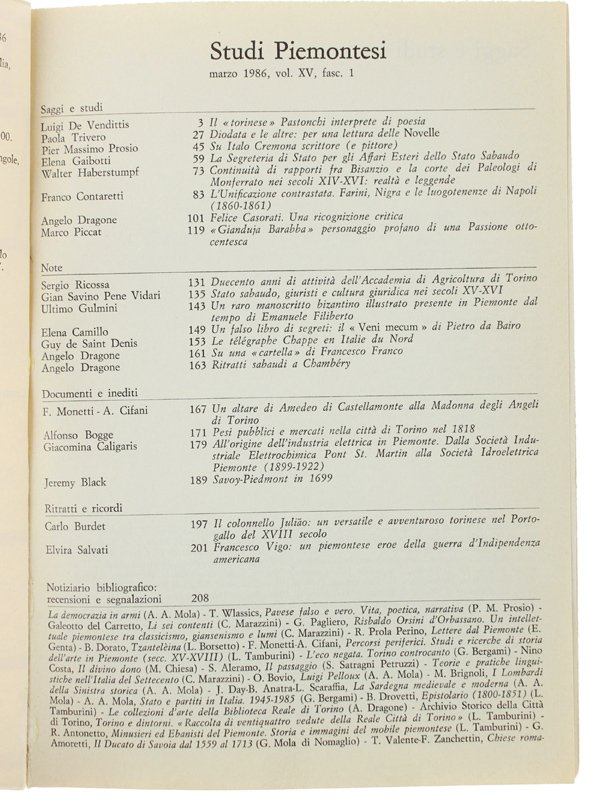 36
lia,
00.
ngole,
lo
Studi Piemontesi
marzo 1986, vol. XV, fasc. 1
Saggi e studi
Luigi De Vendittis 3 Il « torinese » Pastonchi interprete di poesia
Paola Trivero 27 Diodata e le altre: per una lettura delle Novelle
Pier Massimo Prosio 45 Su Italo Cremona scrittore (e pittore)
Elena Gaibotti 59 La Segreteria di Stato per gli Affari Esteri dello Stato Sabaudo
Walter Haberstumpf 73 Continuità di rapporti fra Bisanzio e la corte dei Paleologi di
Monferrato nei secoli XIV-XVI: realtà e leggende
Franco Contaretti 83 L'Unificazione contrastata. Farini, Nigra e le luogotenenze di Napoli
(1860-1861)
Angelo Dragone 101 Felice Casorati. Una ricognizione critica
Marco Piccat 119 « Gianduja Barabba » personaggio profano di una Passione otto-
centesca
Note
Sergio Ricossa 131 Duecento anni di attività dell'Accademia di Agricoltura di Torino
Gian Savino Pene Vidari 135 Stato sabaudo, giuristi e cultura giuridica nei secoli XV-XVI
Ultimo Gulmini 143 Un raro manoscritto bizantino illustrato presente in Piemonte dal
tempo di Emanuele Filiberto
Elena Camillo 149 Un falso libro di segreti: il « Veni mecum » di Pietro da Bairo
Guy de Saint Denis 153 Le télégraphe Chappe en Italie du Nord
Angelo Dragone 161 Su una « cartella » di Francesco Franco
Angelo Dragone 163 Ritratti sabaudi a Chambéry
Documenti e inediti
F. Monetti - A. Cifani 167 Un altare di Amedeo di Castellamonte alla Madonna degli Angeli
di Torino
Alfonso Bogge 171 Pesi pubblici e mercati nella città di Torino nel 1818
Giacomina Caligaris 179 All'origine dell'industria elettrica in Piemonte. Dalla Società Indu-
striale Elettrochimica Pont St. Martin alla Società Idroelettrica
Piemonte (1899-1922)
Jeremy Black 189 Savoy-Piedmont in 1699
Ritratti e ricordi
Carlo Burdet 197 Il colonnello Julião: un versatile e avventuroso torinese nel Porto-
gallo del XVIII secolo
Elvira Salvati 201 Francesco Vigo: un piemontese eroe della guerra d'Indipendenza
americana
Notiziario bibliografico:
recensioni e segnalazioni 208
La democrazia in armi (A. A. Mola) - T. Wlassics, Pavese falso e vero. Vita, poetica, narrativa (P. M. Prosio) -
Galeotto del Carretto, Li sei contenti (C. Marazzini) - G. Pagliero, Risbaldo Orsini d'Orbassano. Un intellet-
tuale piemontese tra classicismo, giansenismo e lumi (C. Marazzini) - R. Prola Perino, Lettere dal Piemonte (E.
Genta) - B. Dorato, Tzantelèina (L. Borsetto) - F. Monetti-A. Cifani, Percorsi periferici. Studi e ricerche di storia
dell'arte in Piemonte (secc. XV-XVIII) (L. Tamburini) - L'eco negata. Torino controcanto (G. Bergami) - Nino
Costa, Il divino dono (M. Chiesa) - S. Aleramo, Il passaggio (S. Satragni Petruzzi) - Teorie e pratiche lingui-
stiche nell'Italia del Settecento (C. Marazzini) - O. Bovio, Luigi Pelloux (A. A. Mola) - M. Brignoli, I Lombardi
della Sinistra storica (A. A. Mola) - J. Day-B. Anatra-L. Scaraffia, La Sardegna medievale e moderna (A. A.
Mola) - A. A. Mola, Stato e partiti in Italia. 1945-1985 (G. Bergami) - B. Drovetti, Epistolario (1800-1851) (L.
Tamburini) - Le collezioni d'arte della Biblioteca Reale di Torino (A. Dragone) - Archivio Storico della Città
di Torino, Torino e dintorni. « Raccolta di ventiquattro vedute della Reale Città di Torino » (L. Tamburini) - G.
R. Antonetto, Minusieri ed Ebanisti del Piemonte. Storia e immagini del mobile piemontese (L. Tamburini) - G.
Amoretti, Il Ducato di Savoia dal 1559 al 1713 (G. Mola di Nomaglio) - T. Valente-F. Zanchettin, Chiese roma-